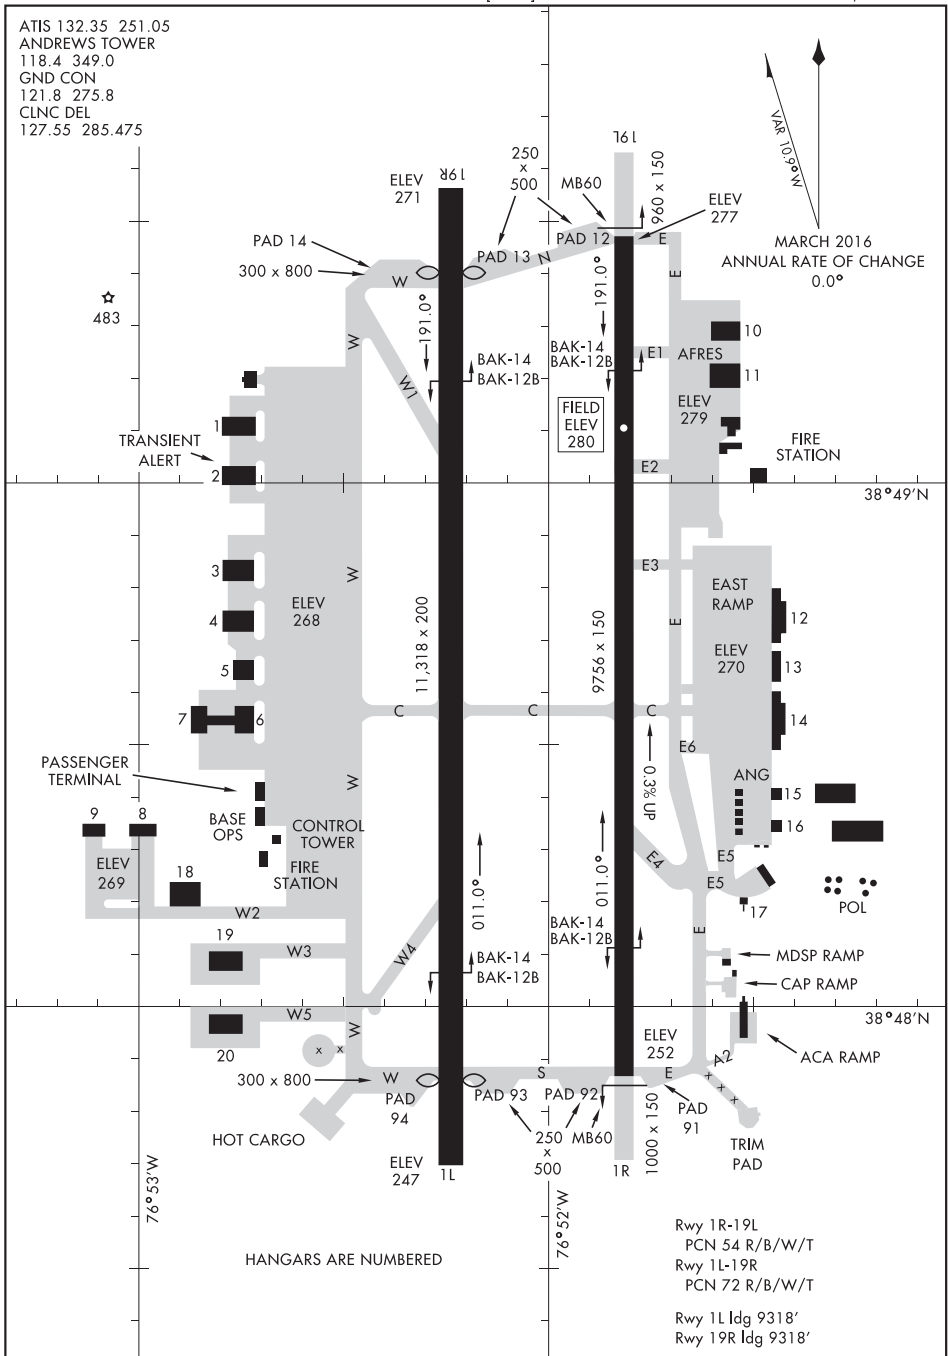 ATIS 132.35 251.05
ANDREWS TOWER
118.4 349.0
GND CON
121.8 275.8
CLNC DEL
127.55 285.475
VAR 10.9°W
MARCH 2016
ANNUAL RATE OF CHANGE
0.0°
19L
19R
960 x 150
250
x
500
MB60
ELEV
271
ELEV
277
PAD 14
300 x 800
PAD 13
PAD 12
N
E
E
W
W
W1
191.0°
191.0°
483
BAK-14
BAK-12B
BAK-14
BAK-12B
E1
AFRES
10
11
ELEV
279
FIELD
ELEV
280
FIRE
STATION
1
TRANSIENT
ALERT
2
E2
38°49'N
3
W
E3
EAST
RAMP
ELEV
268
4
11,318 x 200
9756 x 150
E
12
5
ELEV
270
13
7
6
C
C
C
14
E6
PASSENGER
TERMINAL
W
0.3% UP
ANG
15
9
8
BASE
OPS
CONTROL
TOWER
16
FIRE
STATION
ELEV
269
18
E4
E5
E5
011.0°
011.0°
W2
17
POL
BAK-14
BAK-12B
E
19
W3
W4
BAK-14
BAK-12B
MDSP RAMP
CAP RAMP
38°48'N
W5
20
x x
W
ELEV
252
A2
ACA RAMP
300 x 800
W
S
E
x x x
PAD
94
PAD 93
PAD 92
PAD
91
HOT CARGO
250
x
500
MB60
1000 x 150
TRIM
PAD
ELEV
247
1L
1R
76°53'W
76°52'W
HANGARS ARE NUMBERED
Rwy 1R-19L
PCN 54 R/B/W/T
Rwy 1L-19R
PCN 72 R/B/W/T
Rwy 1L ldg 9318'
Rwy 19R ldg 9318'